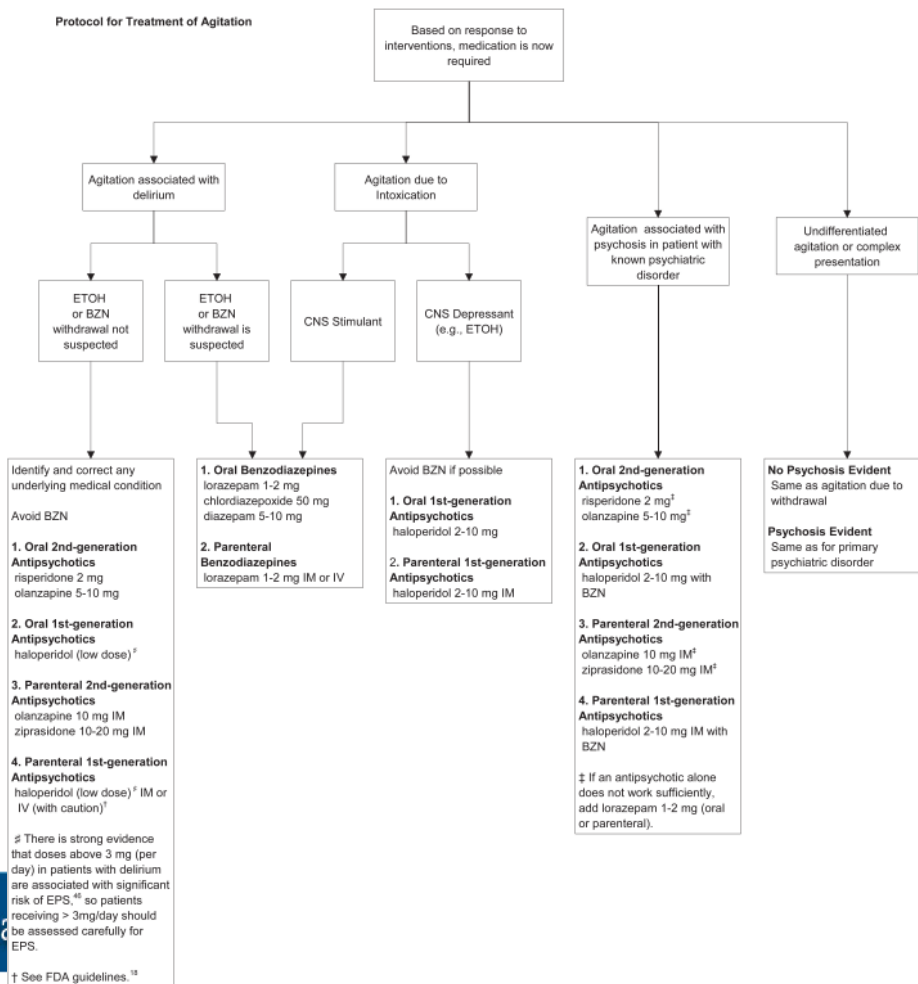 Protocol for Treatment of Agitation
Based on response to
interventions, medication is now
required
Agitation associated with
delirium
Agitation due to
Intoxication
Agitation associated with
psychosis in patient with
known psychiatric
disorder
Undifferentiated
agitation or complex
presentation
ETOH
or BZN
withdrawal not
suspected
ETOH
or BZN
withdrawal is
suspected
CNS Stimulant
CNS Depressant
(e.g., ETOH)
Identify and correct any
underlying medical condition
Avoid BZN
1. Oral 2nd-generation
Antipsychotics
risperidone 2 mg
olanzapine 5-10 mg
2. Oral 1st-generation
Antipsychotics
haloperidol (low dose) ♯
3. Parenteral 2nd-generation
Antipsychotics
olanzapine 10 mg IM
ziprasidone 10-20 mg IM
4. Parenteral 1st-generation
Antipsychotics
haloperidol (low dose) ♯ IM or
IV (with caution)†
♯ There is strong evidence
that doses above 3 mg (per
day) in patients with delirium
are associated with significant
risk of EPS,46 so patients
receiving > 3mg/day should
be assessed carefully for
EPS.
† See FDA guidelines.18
1. Oral Benzodiazepines
lorazepam 1-2 mg
chlordiazepoxide 50 mg
diazepam 5-10 mg
2. Parenteral
Benzodiazepines
lorazepam 1-2 mg IM or IV
Avoid BZN if possible
1. Oral 1st-generation
Antipsychotics
haloperidol 2-10 mg
2. Parenteral 1st-generation
Antipsychotics
haloperidol 2-10 mg IM
1. Oral 2nd-generation
Antipsychotics
risperidone 2 mg‡
olanzapine 5-10 mg‡
2. Oral 1st-generation
Antipsychotics
haloperidol 2-10 mg with
BZN
3. Parenteral 2nd-generation
Antipsychotics
olanzapine 10 mg IM‡
ziprasidone 10-20 mg IM‡
4. Parenteral 1st-generation
Antipsychotics
haloperidol 2-10 mg IM with
BZN
‡ If an antipsychotic alone
does not work sufficiently,
add lorazepam 1-2 mg (oral
or parenteral).
No Psychosis Evident
Same as agitation due to
withdrawal
Psychosis Evident
Same as for primary
psychiatric disorder